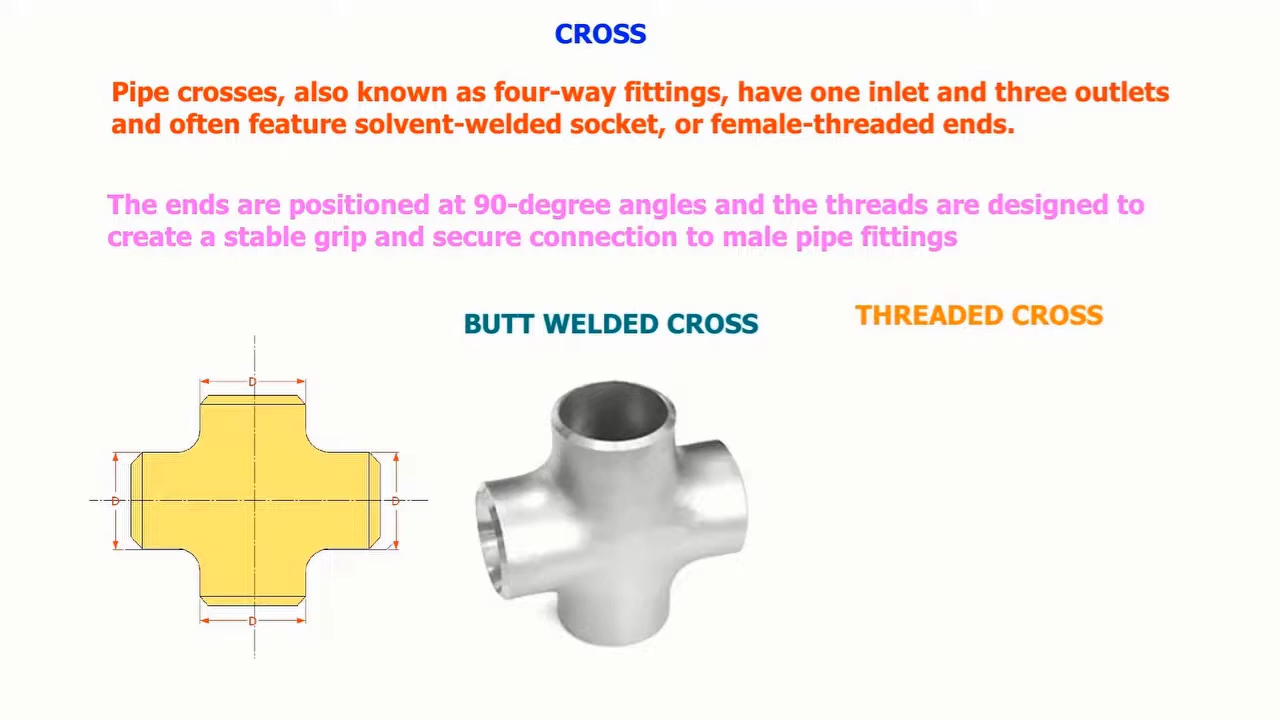 CROSS
Pipe crosses, also known as four-way fittings, have one inlet and three outlets
and often feature solvent-welded socket, or female-threaded ends.
The ends are positioned at 90-degree angles and the threads are designed to
create a stable grip and secure connection to male pipe fittings
BUTT WELDED CROSS
THREADED CROSS
D
D
D
D